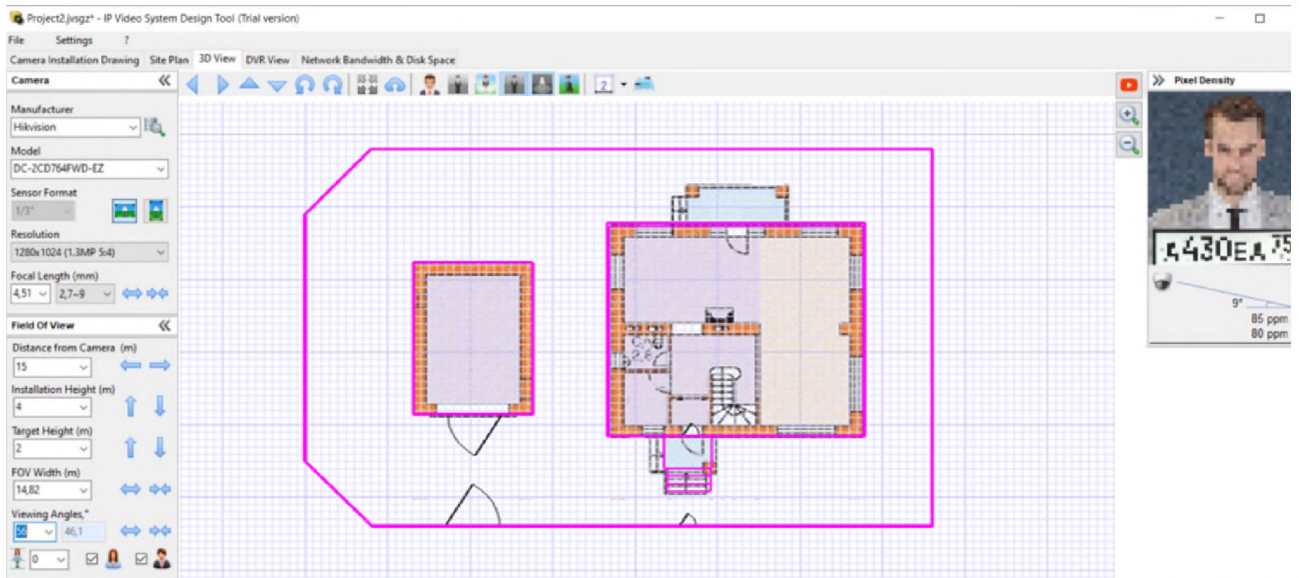 Project2.jvsgz* - IP Video System Design Tool (Trial version)
File Settings ?
Camera Installation Drawing Site Plan 3D View DVR View Network Bandwidth & Disk Space
Camera
Manufacturer
Hikvision
Model
DC-2CD764FWD-EZ
Sensor Format
1/3"
Resolution
1280x1024 (1.3MP 5:4)
Focal Length (mm)
4,51 2,7~9
Field Of View
Distance from Camera (m)
15
Installation Height (m)
4
Target Height (m)
2
FOV Width (m)
14,82
Viewing Angles,°
56 46,1
0
2
Pixel Density
430
75
9°
85 ppm
80 ppm